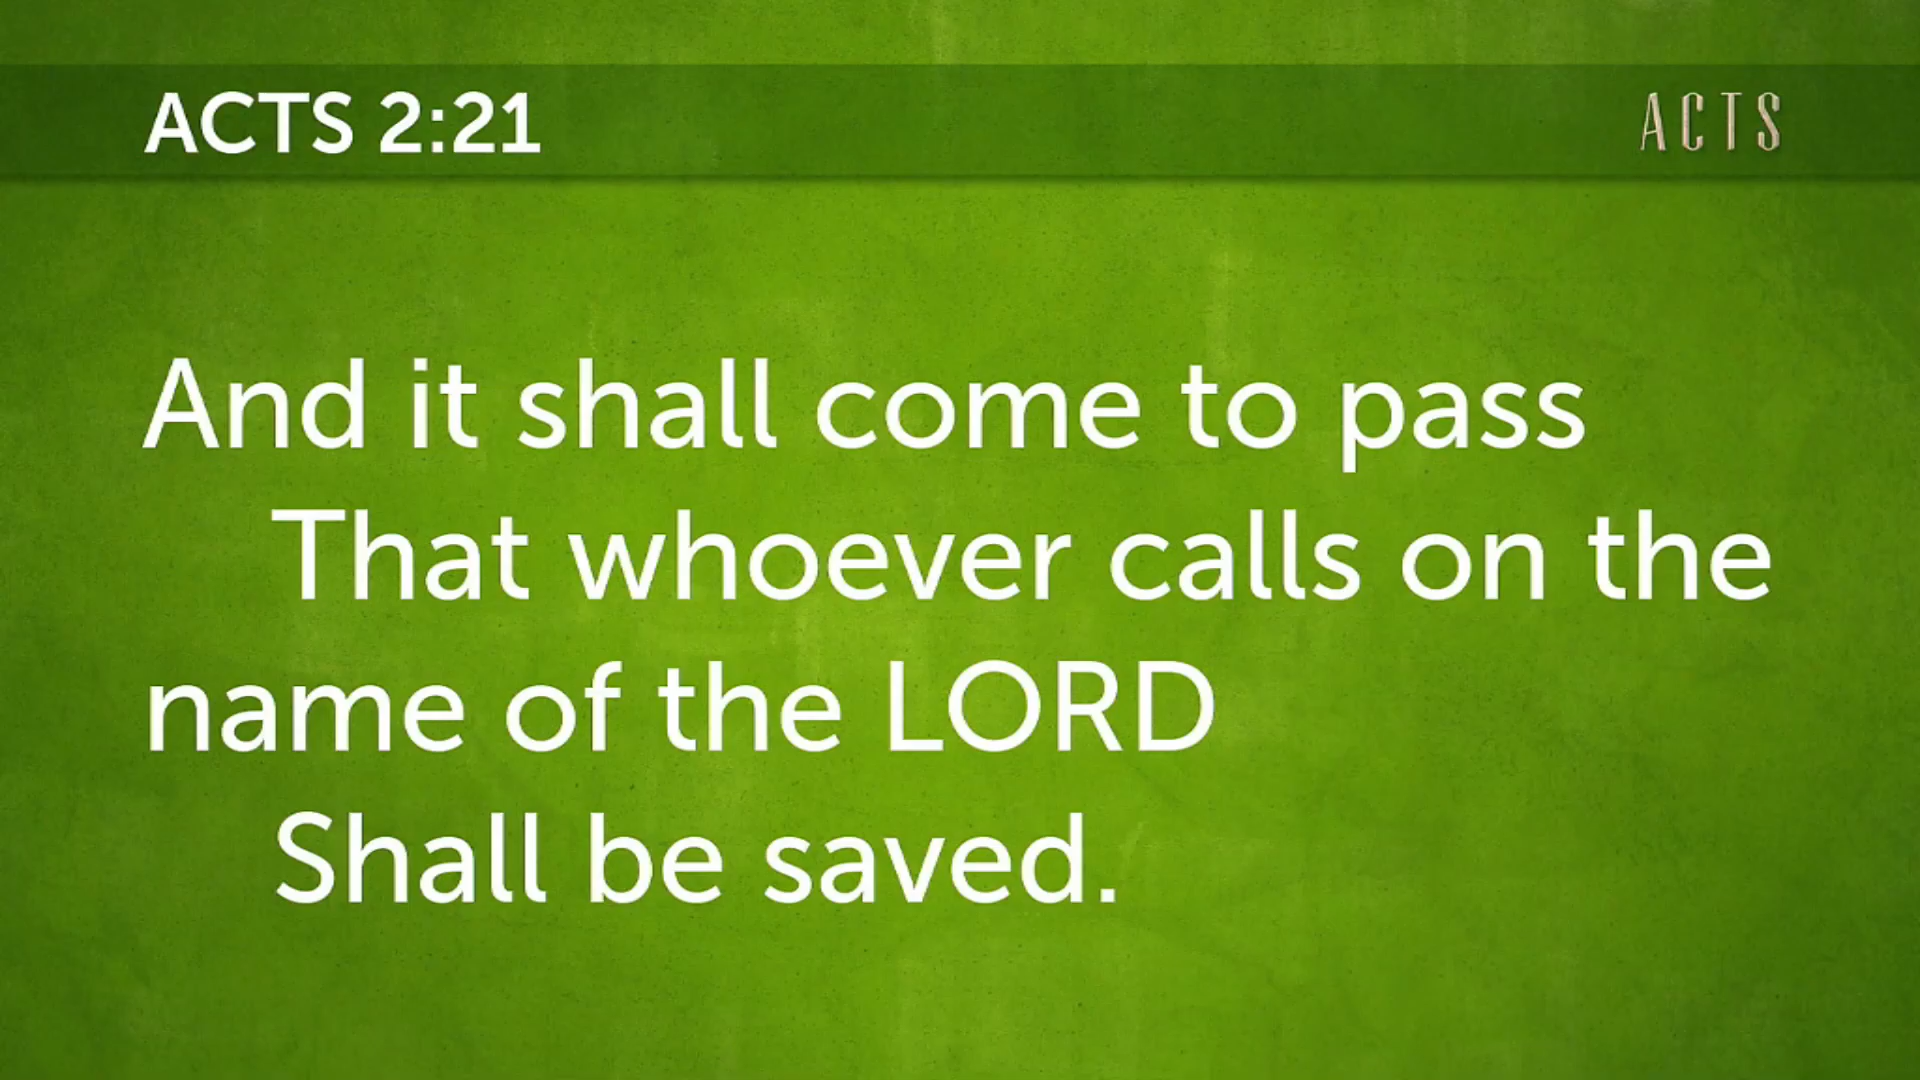 ACTS 2:21
ACTS
And it shall come to pass
That whoever calls on the
name of the LORD
Shall be saved.